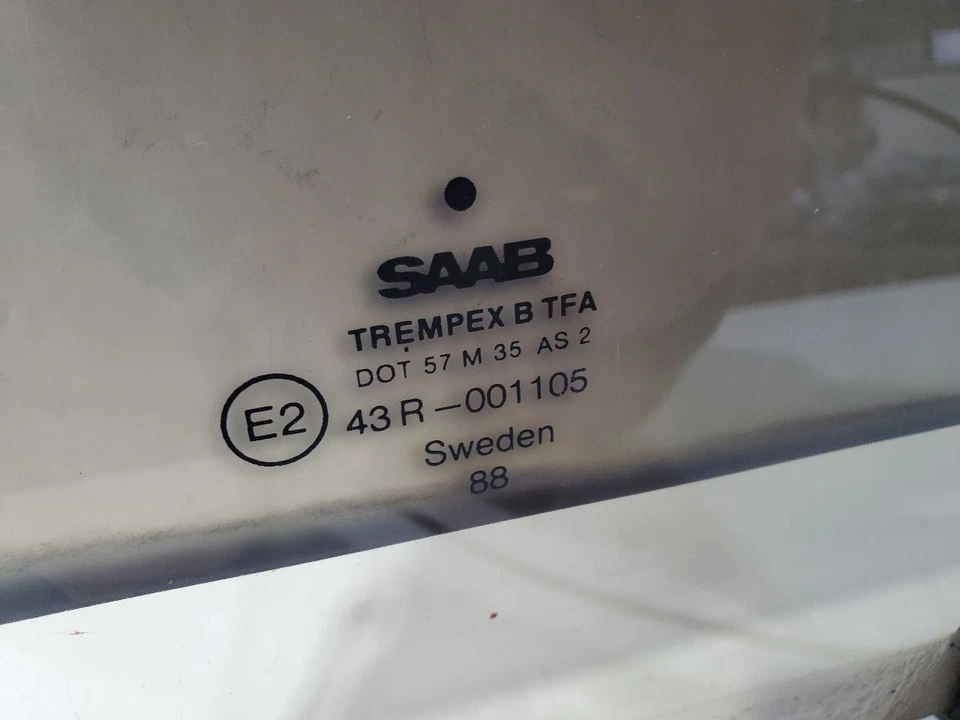 SAAB
TREMPEX B TFA
DOT 57 M 35 AS 2
E2
43 R -001105
Sweden
88